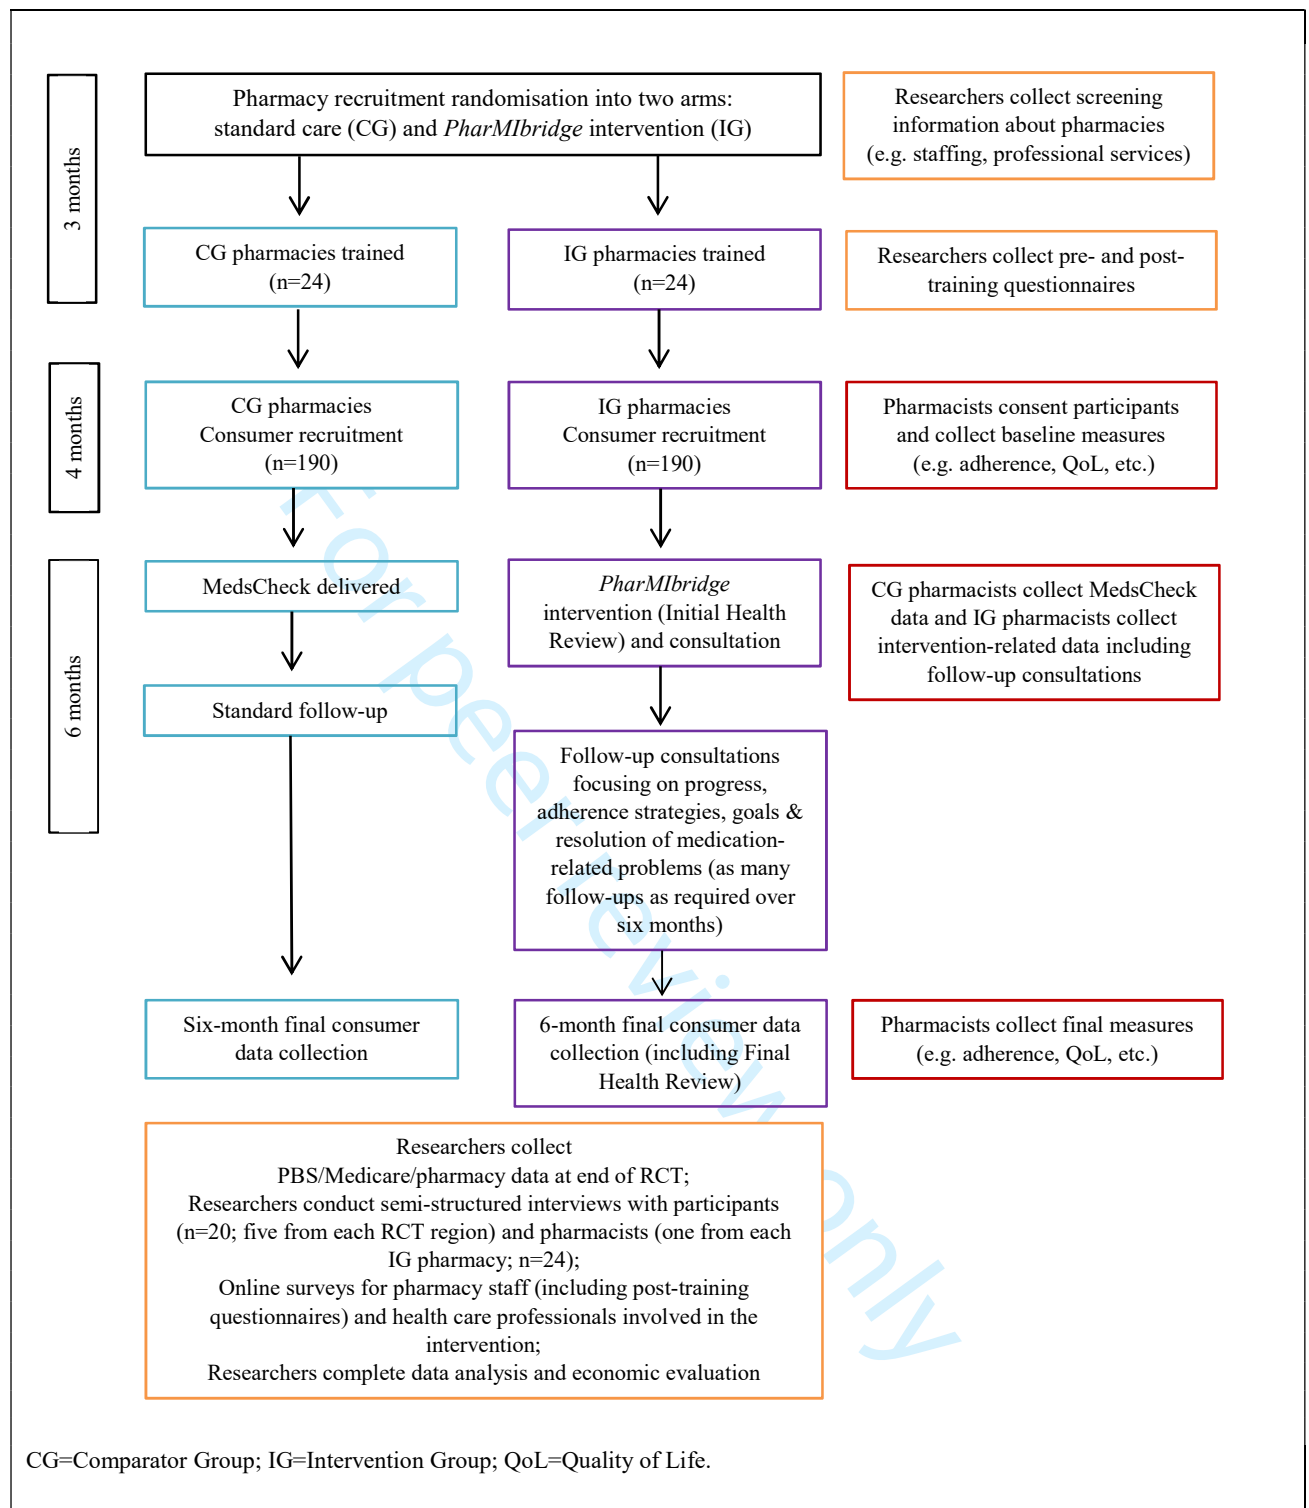 3 months
Pharmacy recruitment randomisation into two arms:
standard care (CG) and PharMIbridge intervention (IG)
Researchers collect screening
information about pharmacies
(e.g. staffing, professional services)
CG pharmacies trained
(n=24)
IG pharmacies trained
(n=24)
Researchers collect pre- and post-
training questionnaires
4 months
CG pharmacies
Consumer recruitment
(n=190)
IG pharmacies
Consumer recruitment
(n=190)
Pharmacists consent participants
and collect baseline measures
(e.g. adherence, QoL, etc.)
6 months
MedsCheck delivered
PharMIbridge
intervention (Initial Health
Review) and consultation
CG pharmacists collect MedsCheck
data and IG pharmacists collect
intervention-related data including
follow-up consultations
Standard follow-up
Follow-up consultations
focusing on progress,
adherence strategies, goals &
resolution of medication-
related problems (as many
follow-ups as required over
six months)
Six-month final consumer
data collection
6-month final consumer data
collection (including Final
Health Review)
Pharmacists collect final measures
(e.g. adherence, QoL, etc.)
Researchers collect
PBS/Medicare/pharmacy data at end of RCT;
Researchers conduct semi-structured interviews with participants
(n=20; five from each RCT region) and pharmacists (one from each
IG pharmacy; n=24);
Online surveys for pharmacy staff (including post-training
questionnaires) and health care professionals involved in the
intervention;
Researchers complete data analysis and economic evaluation
CG=Comparator Group; IG=Intervention Group; QoL=Quality of Life.
For peer review only